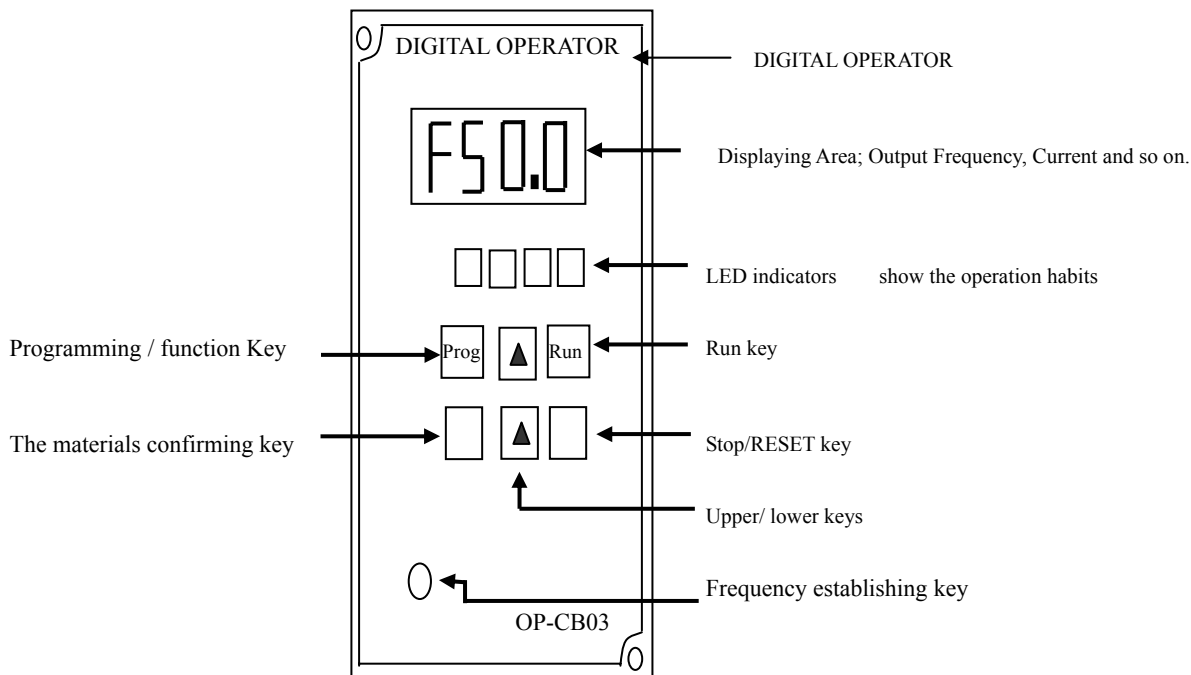 DIGITAL OPERATOR
DIGITAL OPERATOR
F50.0
Displaying Area; Output Frequency, Current and so on.
LED indicators show the operation habits
Programming / function Key
Prog
Run
Run key
The materials confirming key
Stop/RESET key
Upper/ lower keys
Frequency establishing key
OP-CB03